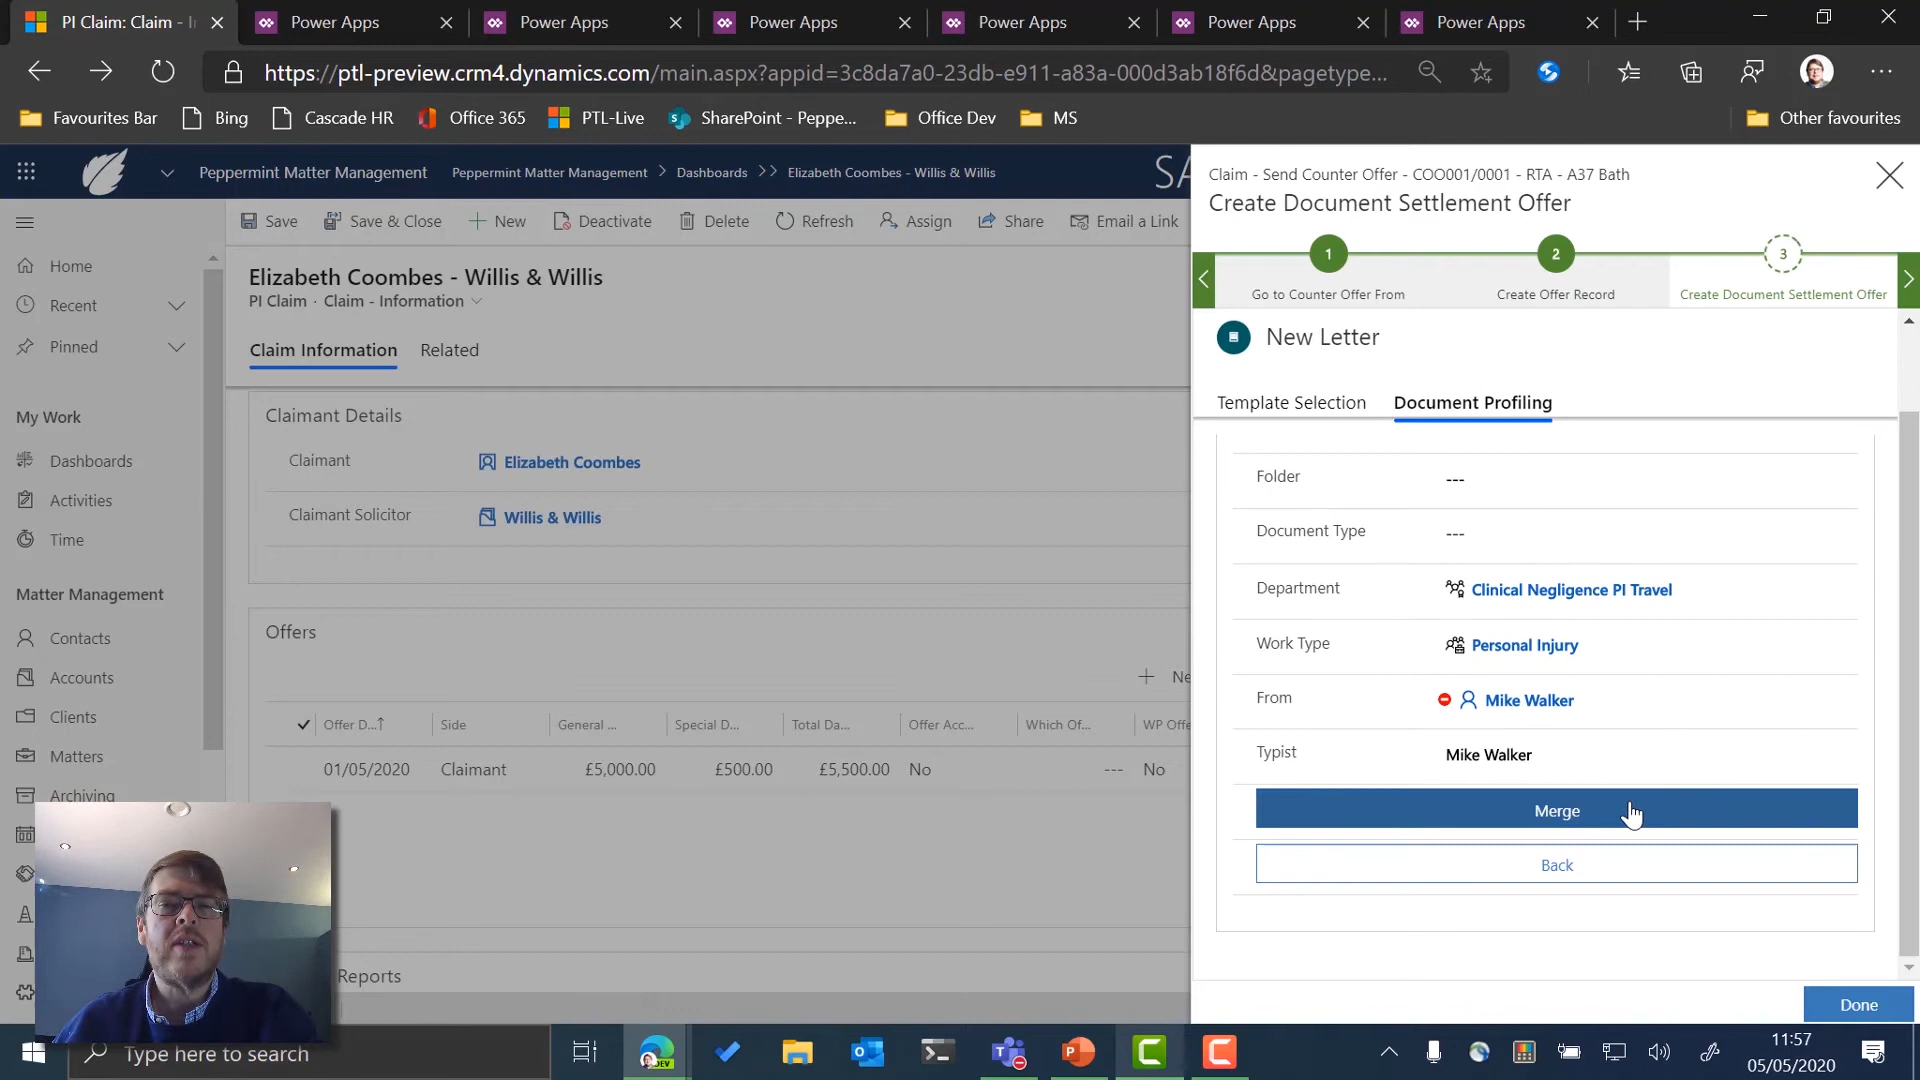 PI Claim: Claim - I
Power Apps
Power Apps
Power Apps
Power Apps
Power Apps
Power Apps
https://ptl-preview.crm4.dynamics.com/main.aspx?appid=3c8da7a0-23db-e911-a83a-000d3ab18f6d&pagetype...
Favourites Bar
Bing
Cascade HR
Office 365
PTL-Live
SharePoint - Peppe...
Office Dev
MS
Other favourites
Peppermint Matter Management
Peppermint Matter Management > Dashboards >> Elizabeth Coombes - Willis & Willis
SA
Save
Save & Close
New
Deactivate
Delete
Refresh
Assign
Share
Email a Link
Home
Recent
Pinned
My Work
Dashboards
Activities
Time
Matter Management
Contacts
Accounts
Clients
Matters
Archiving
Elizabeth Coombes - Willis & Willis
PI Claim · Claim - Information
Claim Information
Related
Claimant Details
Claimant
Elizabeth Coombes
Claimant Solicitor
Willis & Willis
Offers
+ Ne
Offer D...↑ Side General ... Special D... Total Da... Offer Acc... Which Of... WP Offe
01/05/2020 Claimant £5,000.00 £500.00 £5,500.00 No --- No
Reports
Claim - Send Counter Offer - COO001/0001 - RTA - A37 Bath
Create Document Settlement Offer
1
Go to Counter Offer From
2
Create Offer Record
3
Create Document Settlement Offer
New Letter
Template Selection
Document Profiling
Folder ---
Document Type ---
Department Clinical Negligence PI Travel
Work Type Personal Injury
From Mike Walker
Typist Mike Walker
Merge
Back
Done
Type here to search
DEV
11:57
05/05/2020